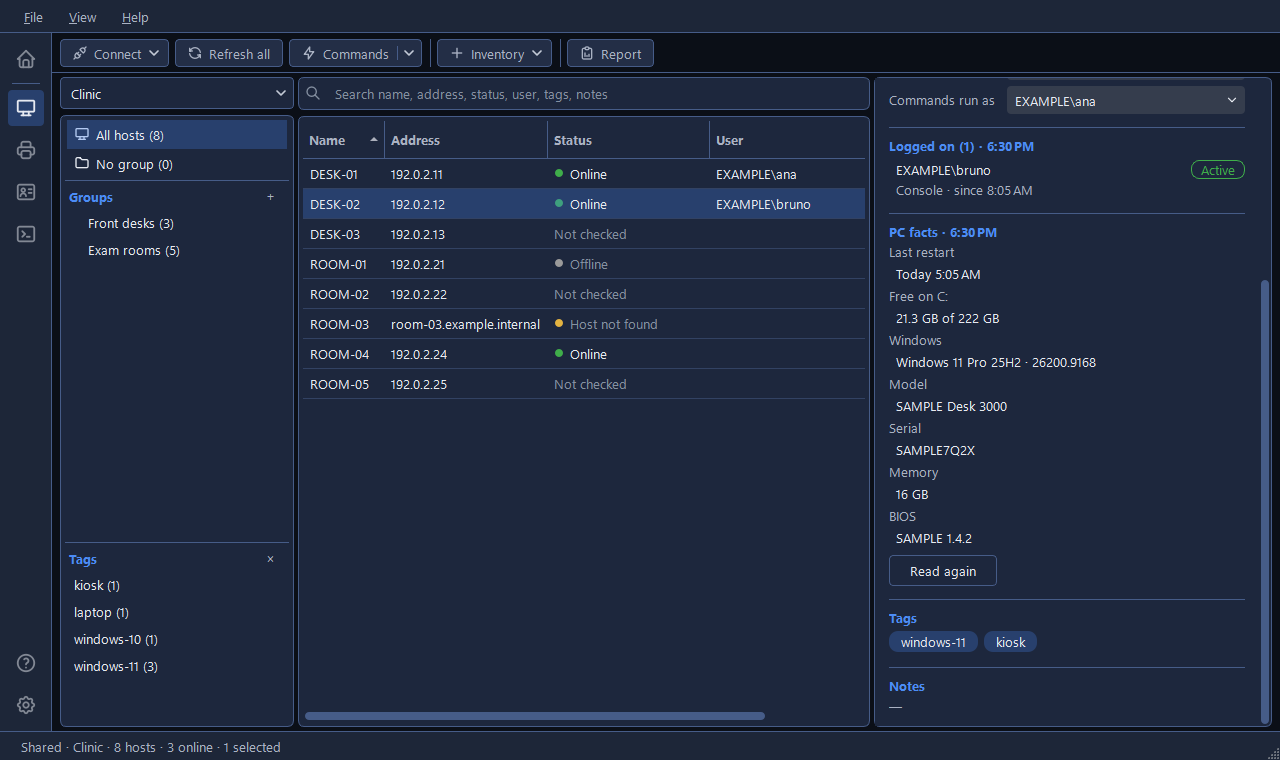 File View Help
Connect Refresh all Commands Inventory Report
Clinic
All hosts (8)
No group (0)
Groups +
Front desks (3)
Exam rooms (5)
Tags ×
kiosk (1)
laptop (1)
windows-10 (1)
windows-11 (3)
Search name, address, status, user, tags, notes
Name Address Status User
DESK-01 192.0.2.11 Online EXAMPLE\ana
DESK-02 192.0.2.12 Online EXAMPLE\bruno
DESK-03 192.0.2.13 Not checked
ROOM-01 192.0.2.21 Offline
ROOM-02 192.0.2.22 Not checked
ROOM-03 room-03.example.internal Host not found
ROOM-04 192.0.2.24 Online
ROOM-05 192.0.2.25 Not checked
Commands run as EXAMPLE\ana
Logged on (1) · 6:30 PM
EXAMPLE\bruno Active
Console · since 8:05 AM
PC facts · 6:30 PM
Last restart
Today 5:05 AM
Free on C:
21.3 GB of 222 GB
Windows
Windows 11 Pro 25H2 · 26200.9168
Model
SAMPLE Desk 3000
Serial
SAMPLE7Q2X
Memory
16 GB
BIOS
SAMPLE 1.4.2
Read again
Tags
windows-11 kiosk
Notes
—
Shared · Clinic · 8 hosts · 3 online · 1 selected